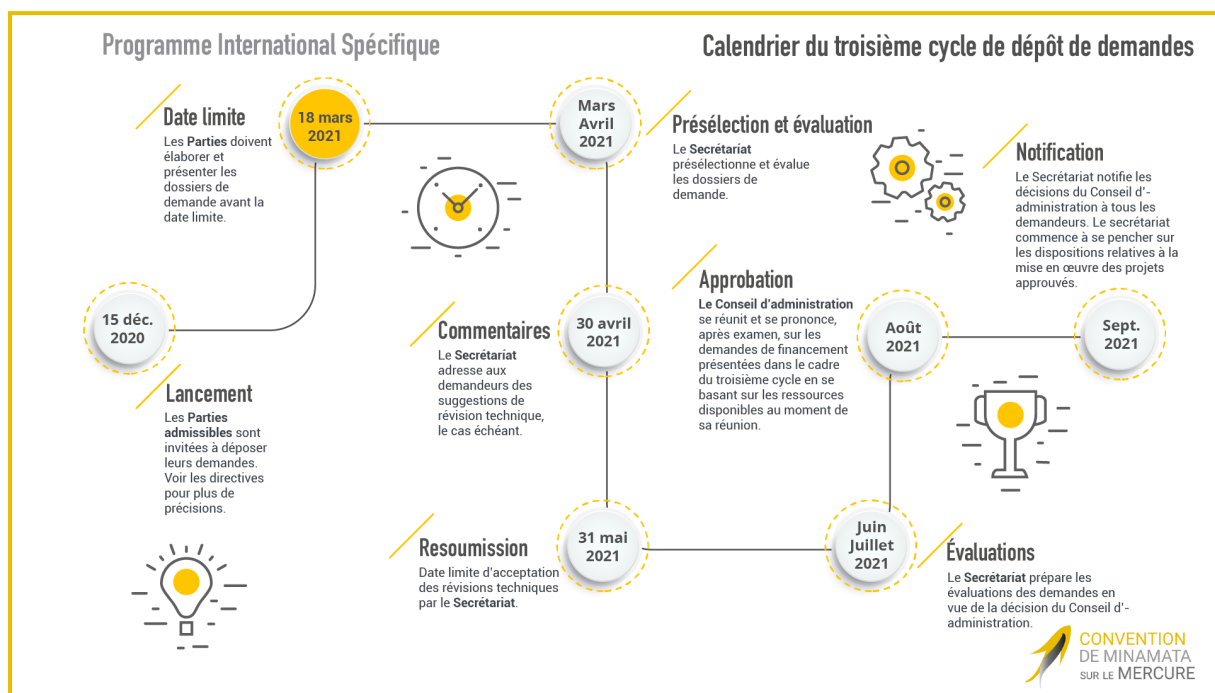 Programme International Spécifique
Calendrier du troisième cycle de dépôt de demandes
15 déc.
2020
Lancement
Les Parties
admissibles sont
invitées à déposer
leurs demandes.
Voir les directives
pour plus de
précisions.
18 mars
2021
Date limite
Les Parties doivent
élaborer et
présenter les
dossiers de
demande avant la
date limite.
Mars
Avril
2021
Présélection et évaluation
Le Secrétariat
présélectionne et évalue
les dossiers de
demande.
30 avril
2021
Commentaires
Le Secrétariat
adresse aux
demandeurs des
suggestions de
révision technique,
le cas échéant.
31 mai
2021
Resoumission
Date limite d'acceptation
des révisions techniques
par le Secrétariat.
Juin
Juillet
2021
Évaluations
Le Secrétariat prépare les
évaluations des demandes en
vue de la décision du Conseil d'-
administration.
Août
2021
Approbation
Le Conseil d'administration
se réunit et se prononce,
après examen, sur les
demandes de financement
présentées dans le cadre
du troisième cycle en se
basant sur les ressources
disponibles au moment de
sa réunion.
Sept.
2021
Notification
Le Secrétariat notifie les
décisions du Conseil d'-
administration à tous les
demandeurs. Le secrétariat
commence à se pencher sur
les dispositions relatives à la
mise en œuvre des projets
approuvés.
CONVENTION
DE MINAMATA
SUR LE MERCURE